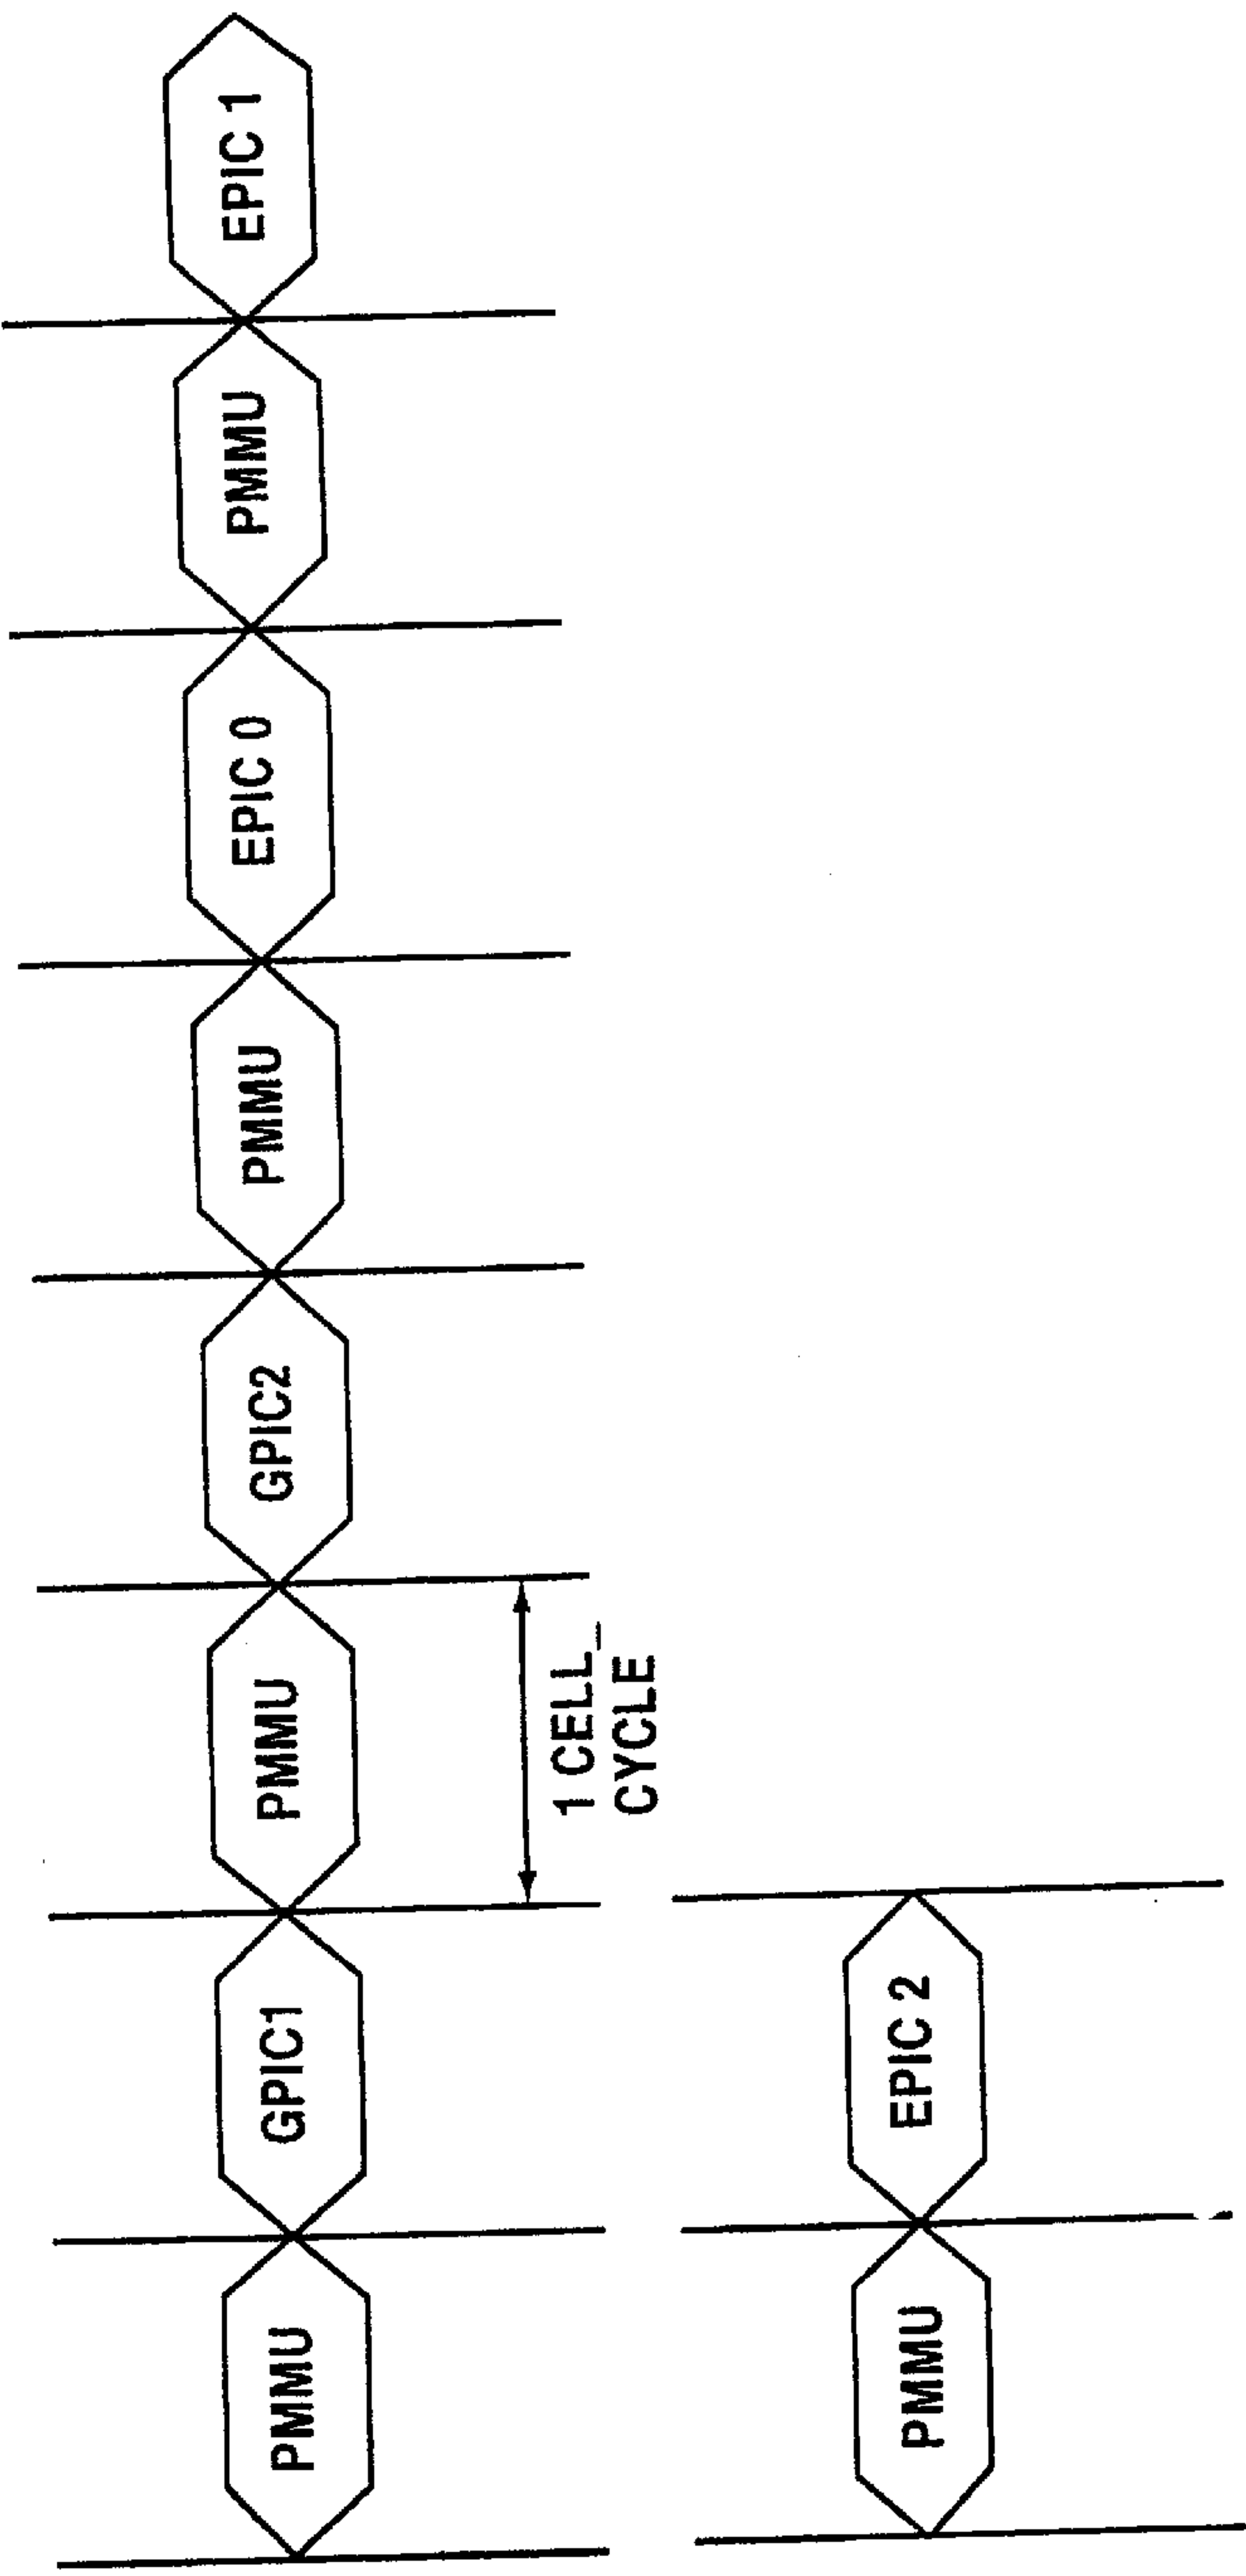 PMMU
GPIC1
PMMU
GPIC2
PMMU
EPIC 0
PMMU
EPIC 1
1 CELL_
CYCLE
PMMU
EPIC 2